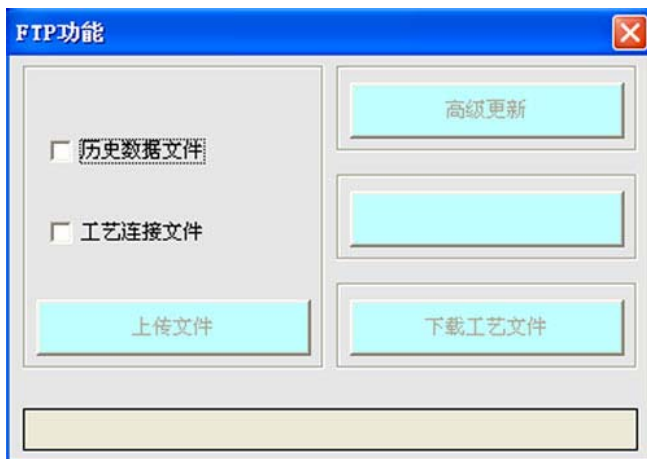 FTP功能
历史数据文件
工艺连接文件
上传文件
高级更新
下载工艺文件